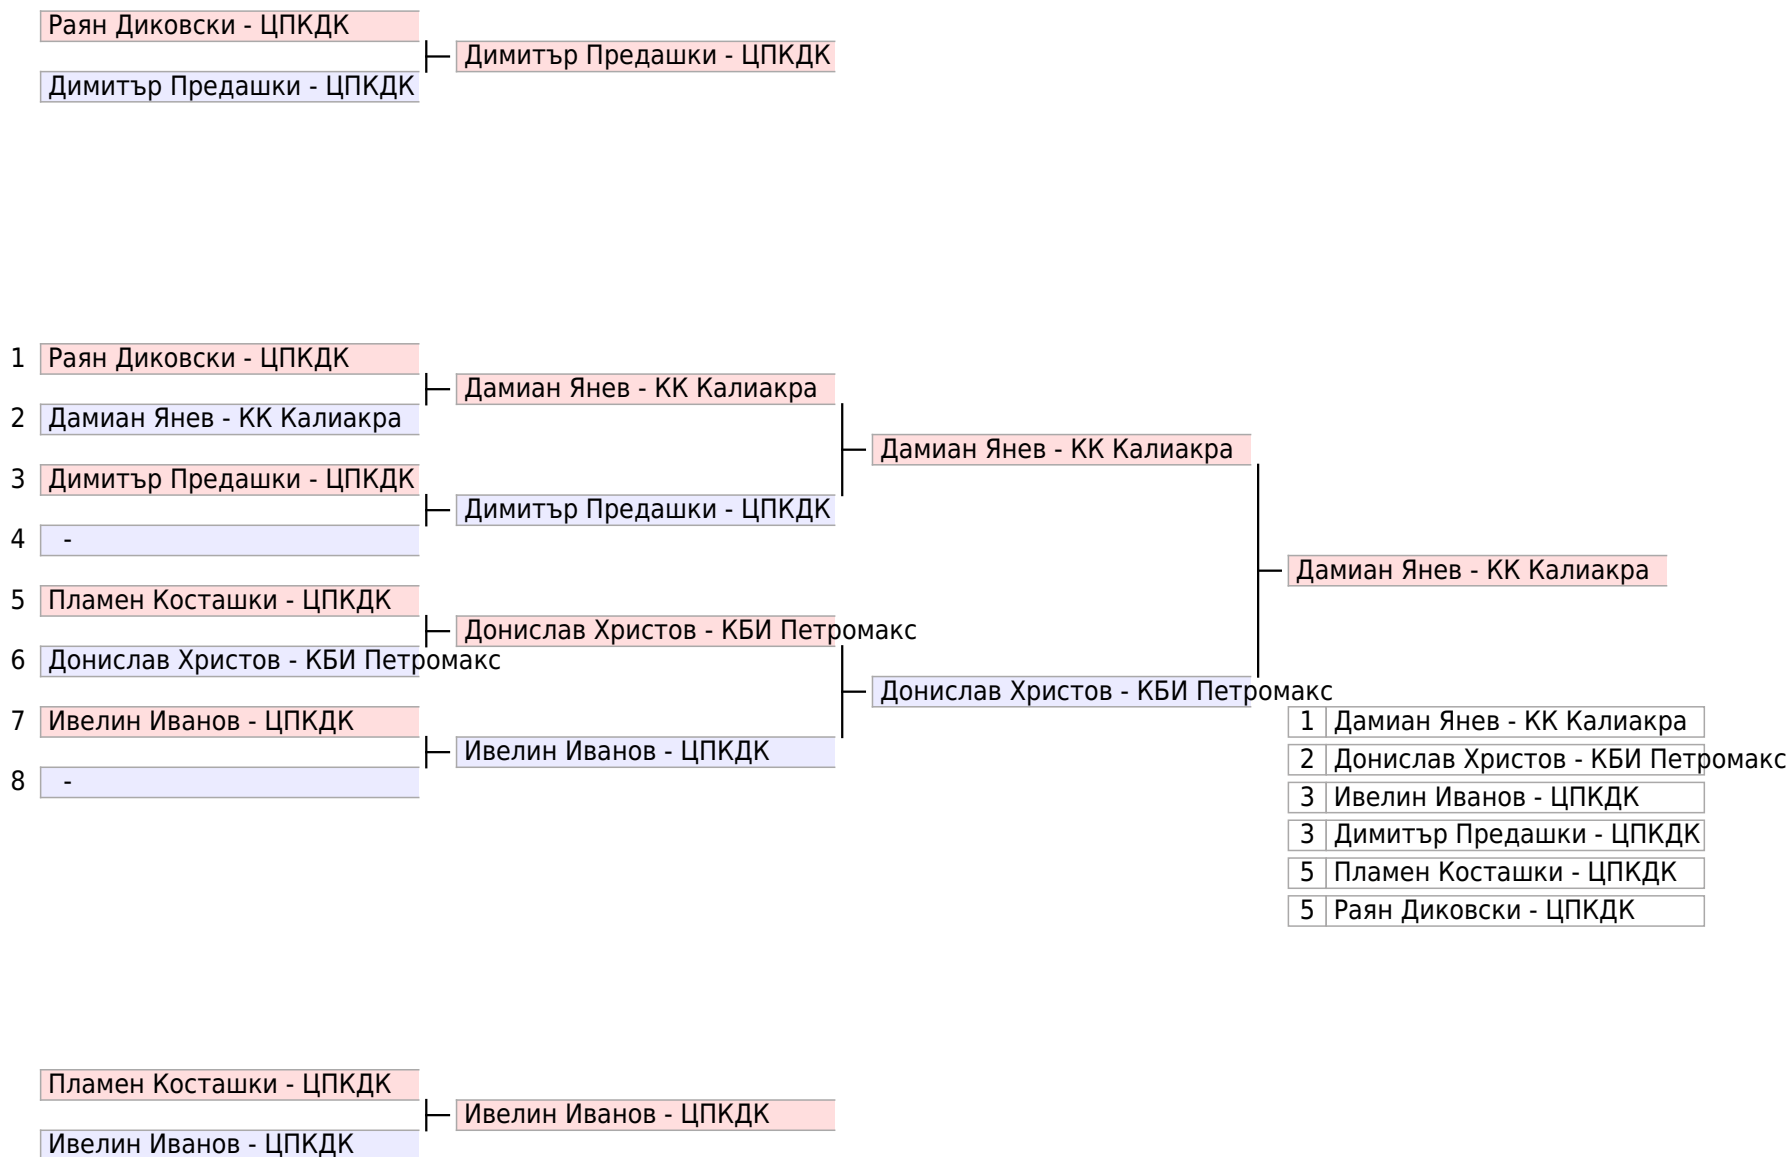 Раян Диковски - ЦПКДК
Димитър Предашки - ЦПКДК
Димитър Предашки - ЦПКДК
1 Раян Диковски - ЦПКДК
Дамиан Янев - КК Калиакра
2 Дамиан Янев - КК Калиакра
Дамиан Янев - КК Калиакра
3 Димитър Предашки - ЦПКДК
Димитър Предашки - ЦПКДК
4 -
Дамиан Янев - КК Калиакра
5 Пламен Косташки - ЦПКДК
Донислав Христов - КБИ Петромакс
6 Донислав Христов - КБИ Петромакс
Донислав Христов - КБИ Петромакс
7 Ивелин Иванов - ЦПКДК
Ивелин Иванов - ЦПКДК
8 -
1 Дамиан Янев - КК Калиакра
2 Донислав Христов - КБИ Петромакс
3 Ивелин Иванов - ЦПКДК
3 Димитър Предашки - ЦПКДК
5 Пламен Косташки - ЦПКДК
5 Раян Диковски - ЦПКДК
Пламен Косташки - ЦПКДК
Ивелин Иванов - ЦПКДК
Ивелин Иванов - ЦПКДК